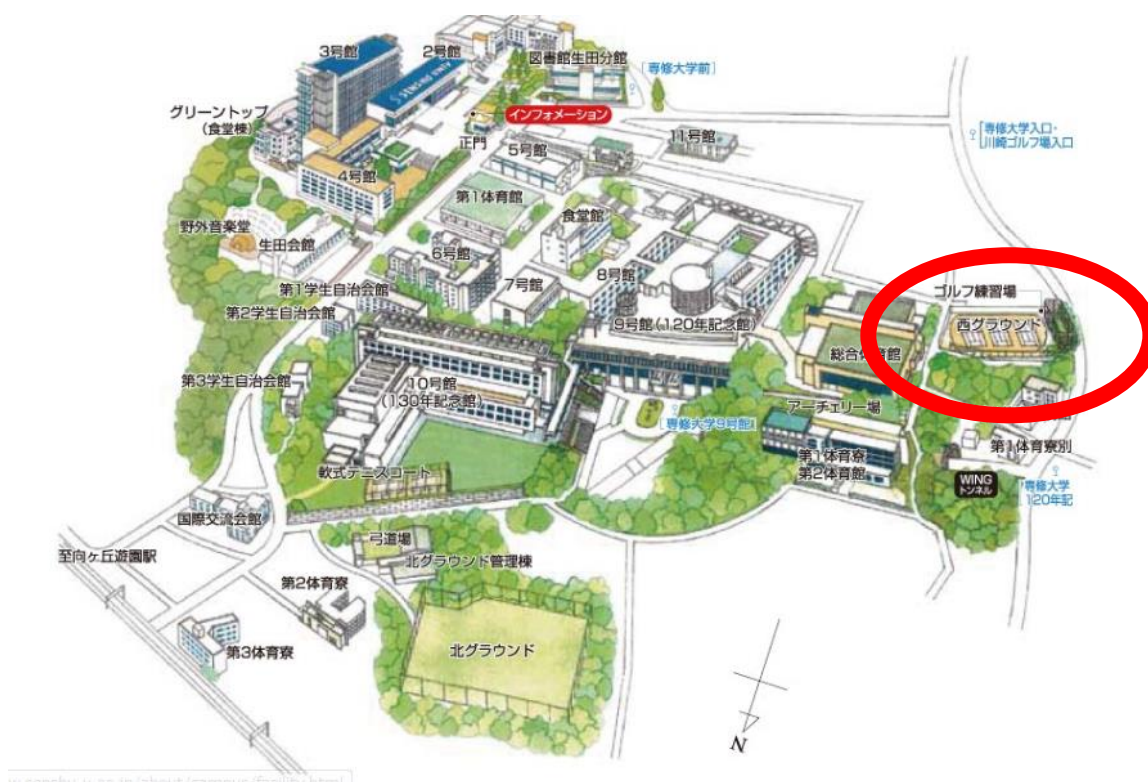 3号館
2号館
SENSHU UNIV.
図書館生田分館
[専修大学前]
グリーントップ
(食堂棟)
インフォメーション
正門
5号館
11号館
[専修大学入口・
川崎ゴルフ場入口
4号館
第1体育館
食堂館
野外音楽堂
生田会館
6号館
7号館
8号館
第1学生自治会館
第2学生自治会館
9号館(120年記念館)
ゴルフ練習場
西グラウンド
総合体育館
第3学生自治会館
10号館
(130年記念館)
アーチェリー場
[専修大学9号館]
第1体育寮
第2体育館
第1体育寮別
WING
トンネル
専修大学
120年記
軟式テニスコート
国際交流会館
弓道場
至向ヶ丘遊園駅
北グラウンド管理棟
第2体育寮
第3体育寮
北グラウンド
N